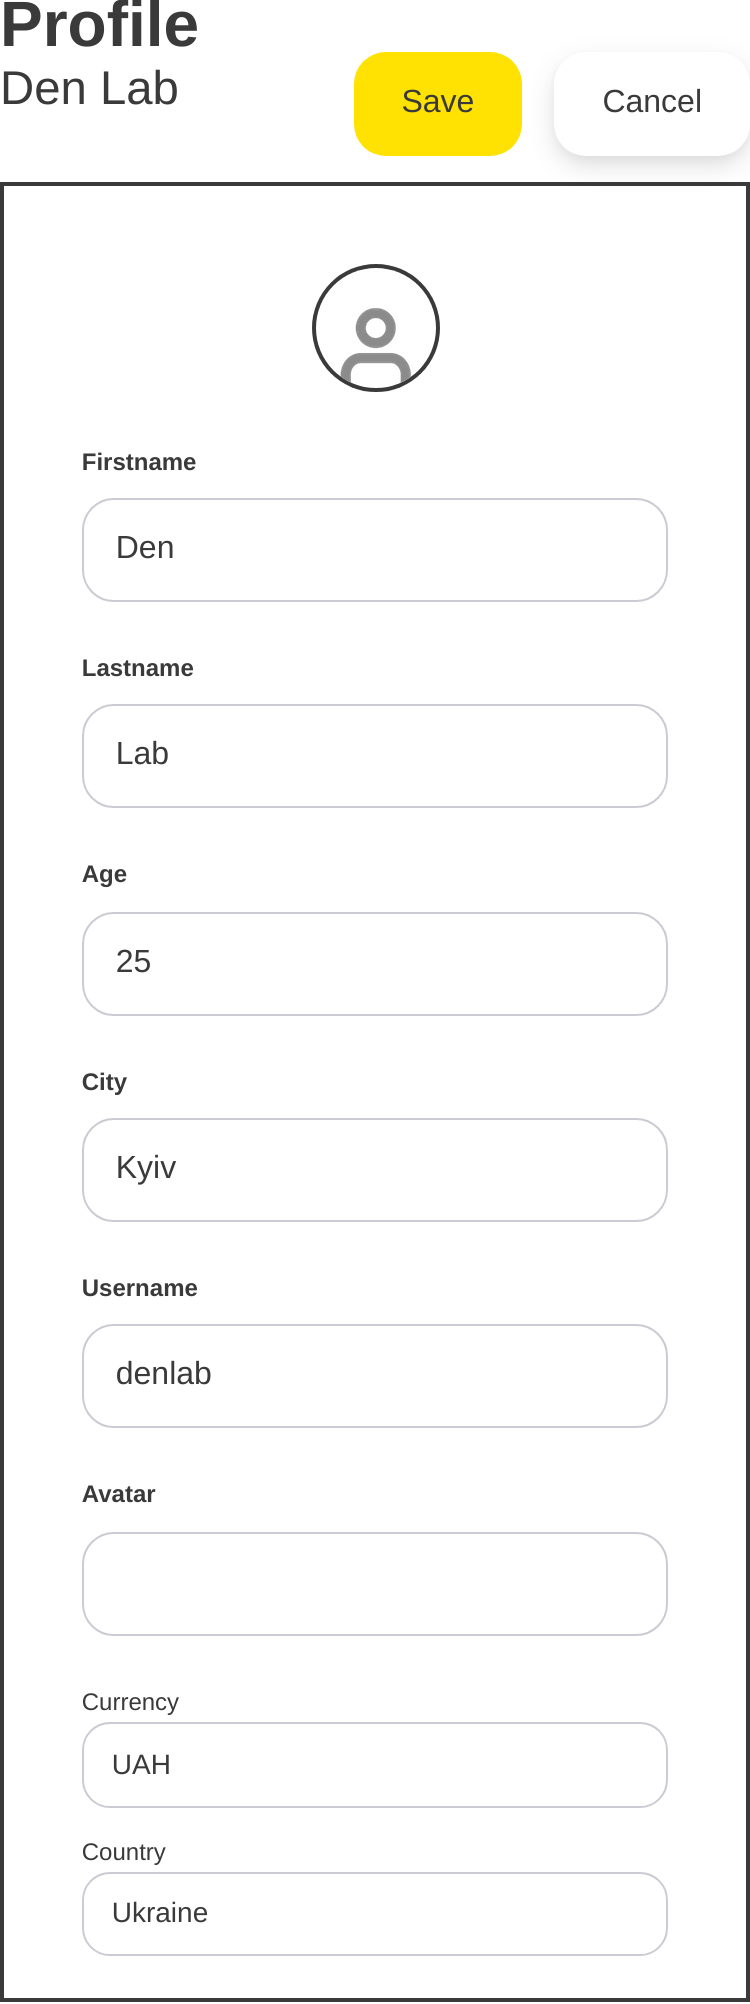 Profile
Den Lab
Save
Cancel
Firstname
Den
Lastname
Lab
Age
25
City
Kyiv
Username
denlab
Avatar
Currency
UAH
Country
Ukraine